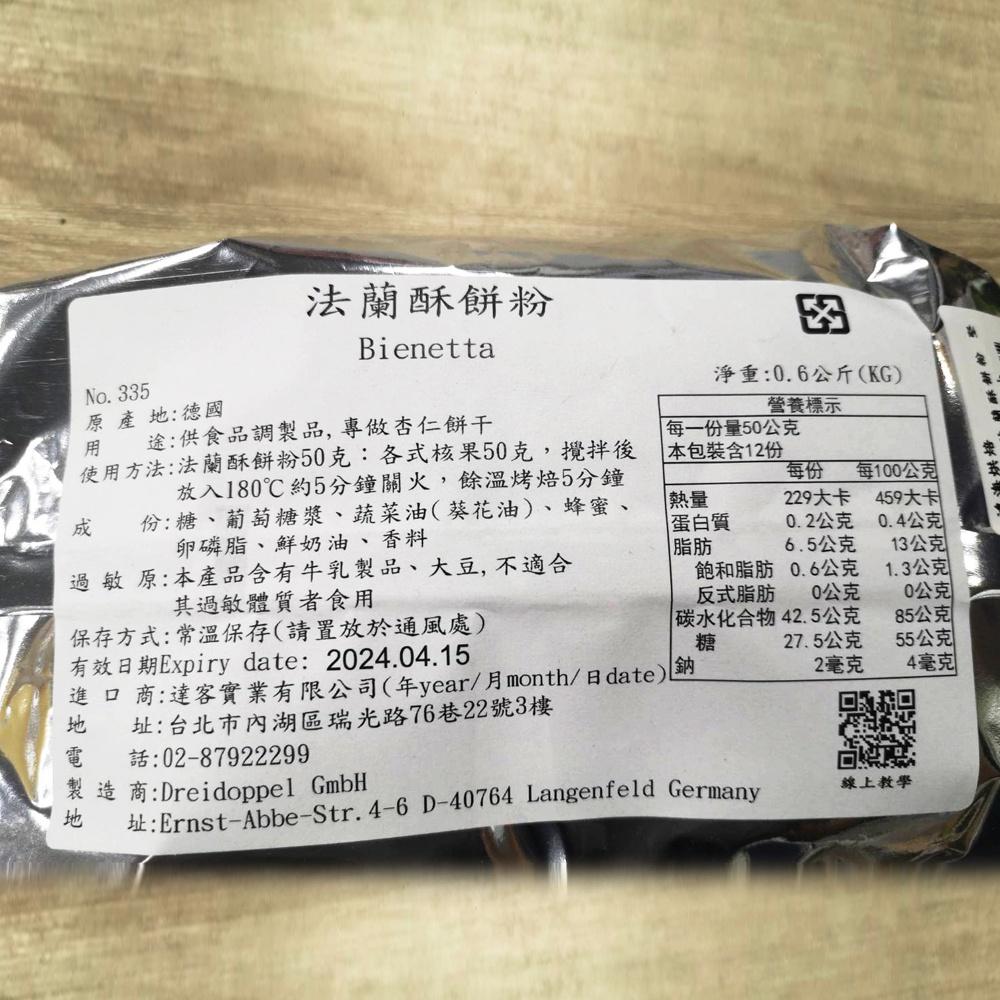 法蘭酥餅粉
Bienetta
No.335
淨重:0.6公斤(KG)
原產地:德國
用途:供食品調製品,專做杏仁餅干
使用方法:法蘭酥餅粉50克：各式核果50克，攪拌後
放入180℃約5分鐘關火，餘溫烤焙5分鐘
成份:糖、葡萄糖漿、蔬菜油(葵花油)、蜂蜜、
卵磷脂、鮮奶油、香料
過敏原:本產品含有牛乳製品、大豆,不適合
其過敏體質者食用
保存方式:常溫保存(請置放於通風處)
有效日期Expiry date: 2024.04.15
(年year/月month/日date)
進口商:達客實業有限公司
地址:台北市內湖區瑞光路76巷22號3樓
電話:02-87922299
製造商:Dreidoppel GmbH
地址:Ernst-Abbe-Str.4-6 D-40764 Langenfeld Germany
營養標示
每一份量50公克
本包裝含12份
每份 每100公克
熱量 229大卡 459大卡
蛋白質 0.2公克 0.4公克
脂肪 6.5公克 13公克
飽和脂肪 0.6公克 1.3公克
反式脂肪 0公克 0公克
碳水化合物 42.5公克 85公克
糖 27.5公克 55公克
鈉 2毫克 4毫克
線上教學